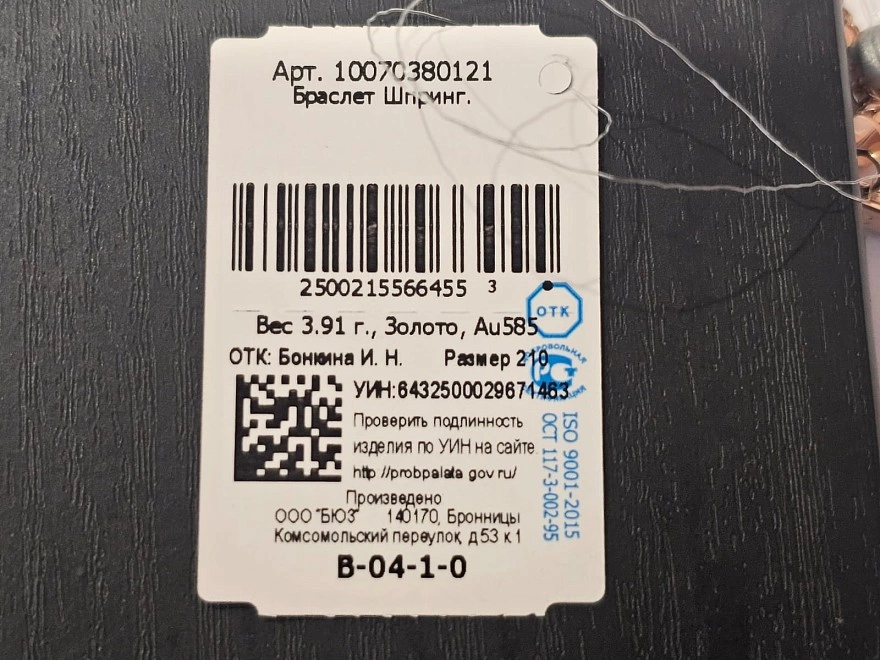 Арт. 10070380121
Браслет Шпринг.
2500215566455 3
ОТК
Вес 3.91 г., Золото, Au585
ОТК: Бонкина И. Н. Размер 210
УИН:6432500029671463
Проверить подлинность
изделия по УИН на сайте
http://probpalata gov ru/
Произведено
ООО "БЮЗ" 140170, Бронницы
Комсомольский переулок, д 53 к 1
В-04-1-0
ISO 9001-2015
ОСТ 117-3-002-95